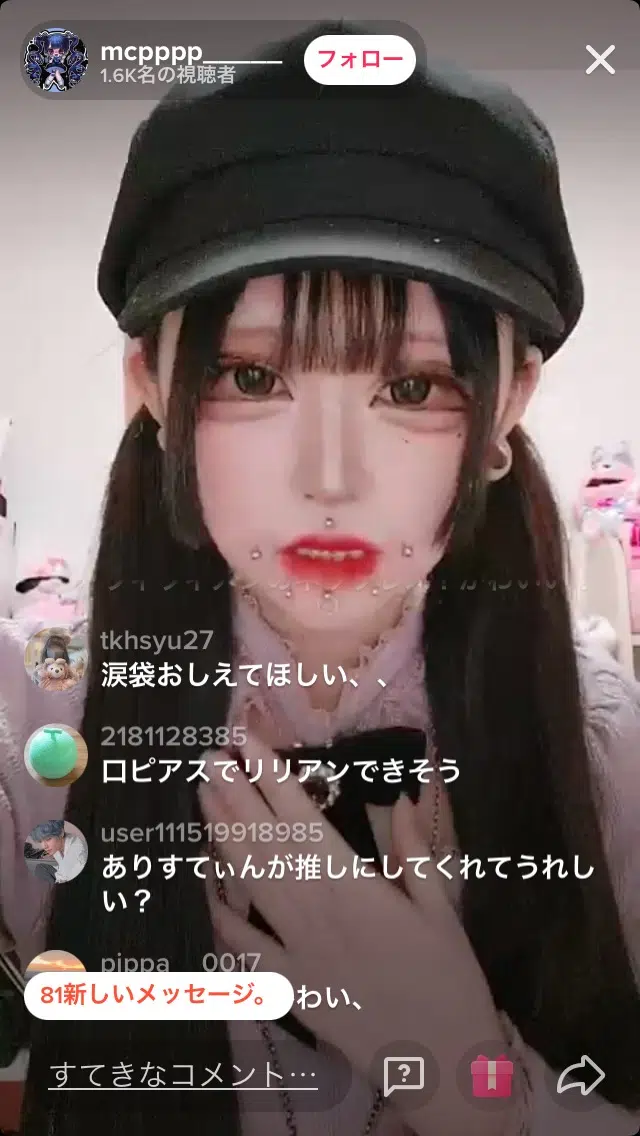 mcpppp_____
フォロー
1.6K名の視聴者
tkhsyu27
涙袋おしえてほしい、、
2181128385
口ピアスでリリアンできそう
user111519918985
ありすてぃんが推しにしてくれてうれし
い？
pippa__0017
わい、
81新しいメッセージ。
すてきなコメント…